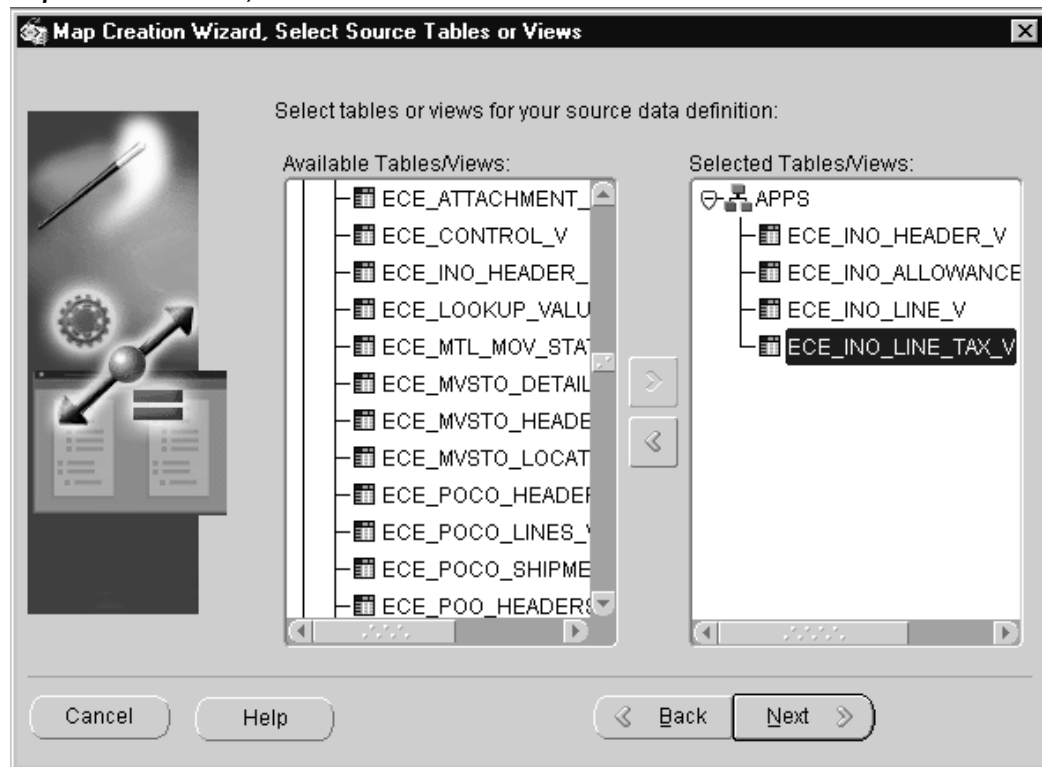 Map Creation Wizard, Select Source Tables or Views
Select tables or views for your source data definition:
Available Tables/Views:
ECE_ATTACHMENT_
ECE_CONTROL_V
ECE_INO_HEADER_
ECE_LOOKUP_VALU
ECE_MTL_MOV_STA
ECE_MVSTO_DETAIL
ECE_MVSTO_HEADE
ECE_MVSTO_LOCAT
ECE_POCO_HEADER
ECE_POCO_LINES_
ECE_POCO_SHIPME
ECE_POO_HEADERS
Selected Tables/Views:
APPS
ECE_INO_HEADER_V
ECE_INO_ALLOWANCE
ECE_INO_LINE_V
ECE_INO_LINE_TAX_V
Cancel
Help
Back
Next